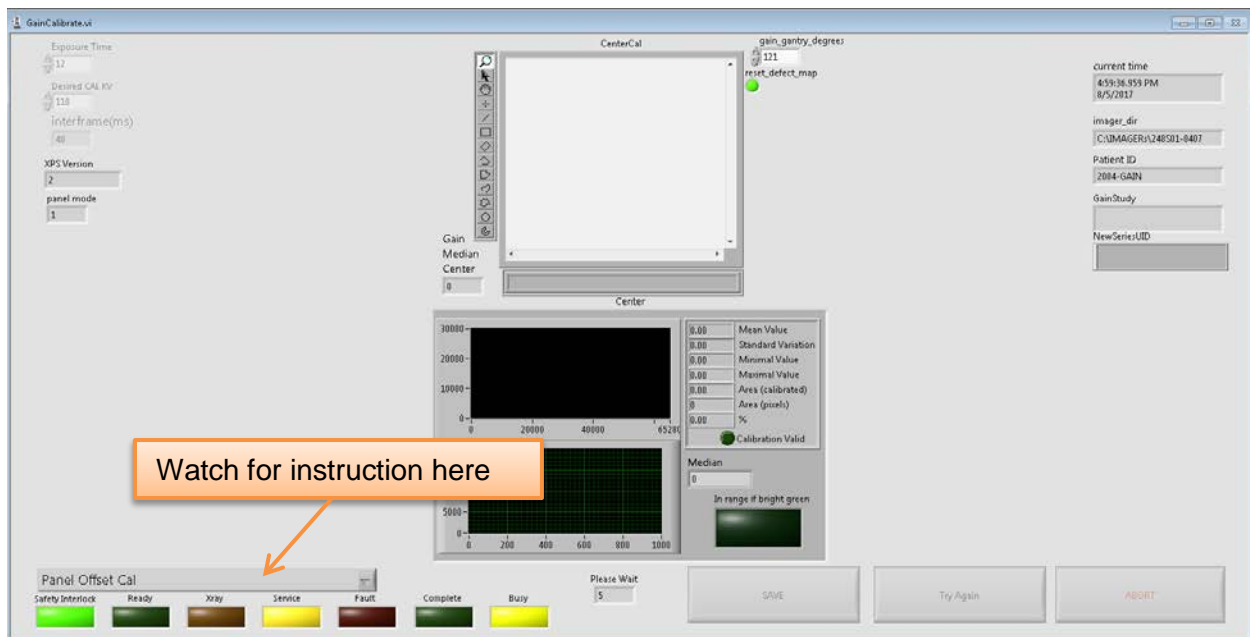 GainCalibrate.vi
Exposure Time
12
Desired CAL KV
118
interframe(ms)
40
XPS Version
2
panel mode
1
CenterCal
gain_gantry_degrees
121
reset_defect_map
current time
4:59:36.959 PM
8/5/2017
imager_dir
C:\IMAGERs\248S01-0407
Patient ID
2084-GAIN
GainStudy
NewSeriesUID
Gain
Median
Center
0
Center
30000
20000
10000
0
0 20000 40000 65280
0.00 Mean Value
0.00 Standard Variation
0.00 Minimal Value
0.00 Maximal Value
0.00 Area (calibrated)
0 Area (pixels)
0.00 %
Calibration Valid
Median
0
In range if bright green
5000
0
0 200 400 600 800 1000
Watch for instruction here
Panel Offset Cal
Safety Interlock Ready Xray Service Fault Complete Busy
Please Wait
5
SAVE
Try Again
ABORT